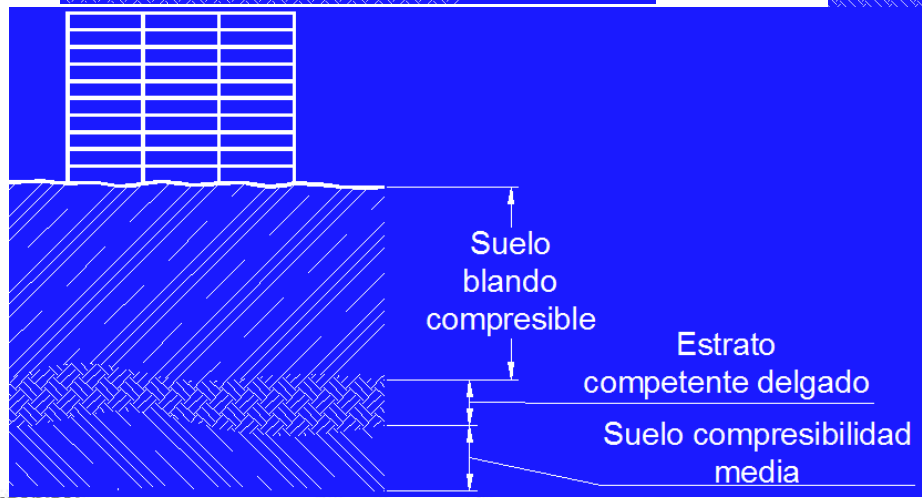 Suelo
blando
compresible
Estrato
competente delgado
Suelo compresibilidad
media